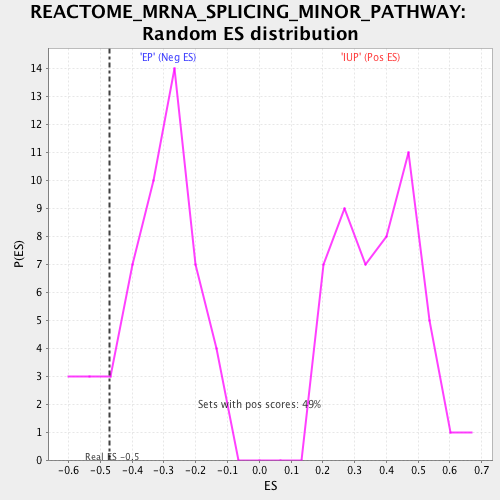 REACTOME_MRNA_SPLICING_MINOR_PATHWAY:
Random ES distribution
'EP' (Neg ES)
'IUP' (Pos ES)
14
13
12
11
10
9
8
7
6
5
4
3
2
1
0
P(ES)
Sets with pos scores: 49%
Real ES -0.5
-0.6 -0.5 -0.4 -0.3 -0.2 -0.1 0.0 0.1 0.2 0.3 0.4 0.5 0.6 0.7
ES